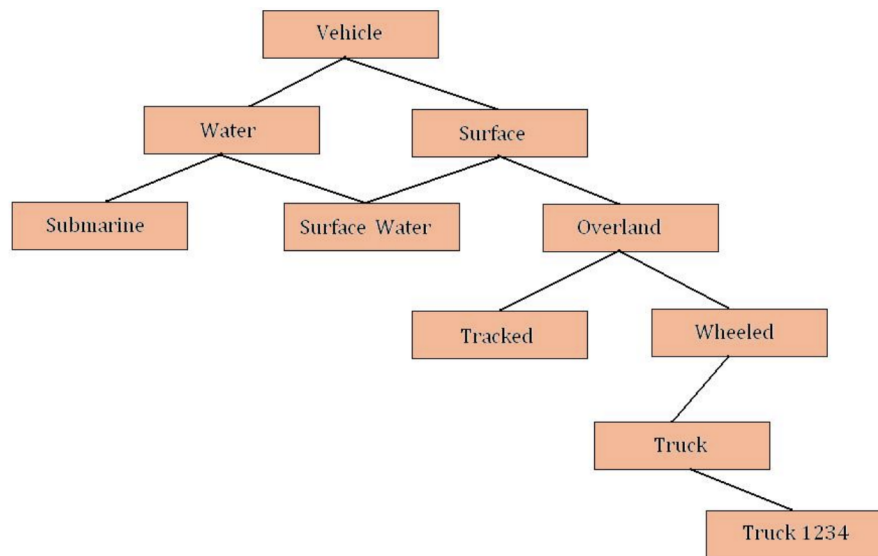 Vehicle
Water
Surface
Submarine
Surface Water
Overland
Tracked
Wheeled
Truck
Truck 1234